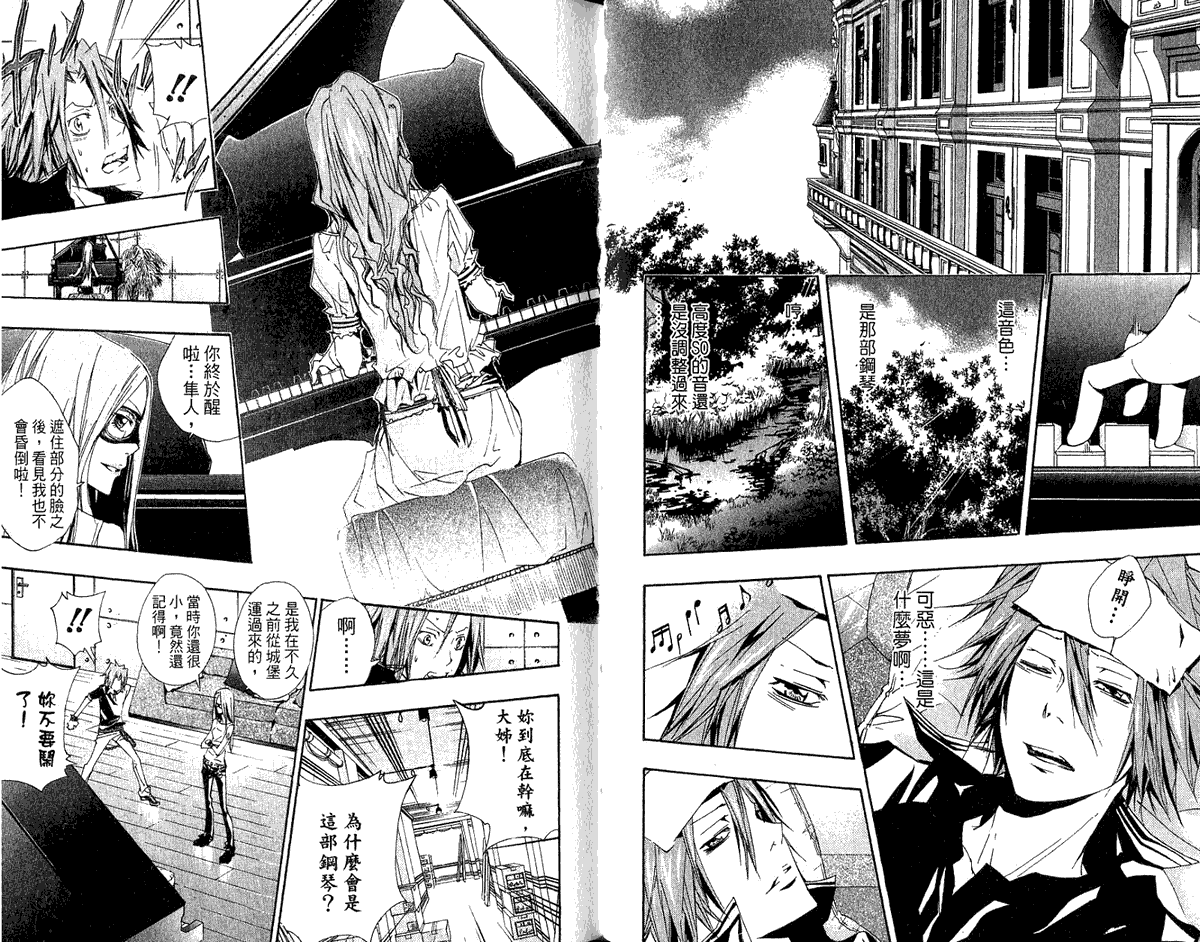 睜開…
可惡……這是
什麼夢啊…
這音色…
是那部鋼琴
哼…
高度SO的音還
是沒調整過來
……
!!
你終於醒
啦…隼人,
遮住部分的臉之
後,看見我也不
會昏倒啦!
啊……
妳到底在幹嘛,
大姊!
為什麼會是
這部鋼琴?
是我在不久
之前從城堡
運過來的,
當時你還很
小,竟然還
記得啊!
!!
妳不要鬧
了!